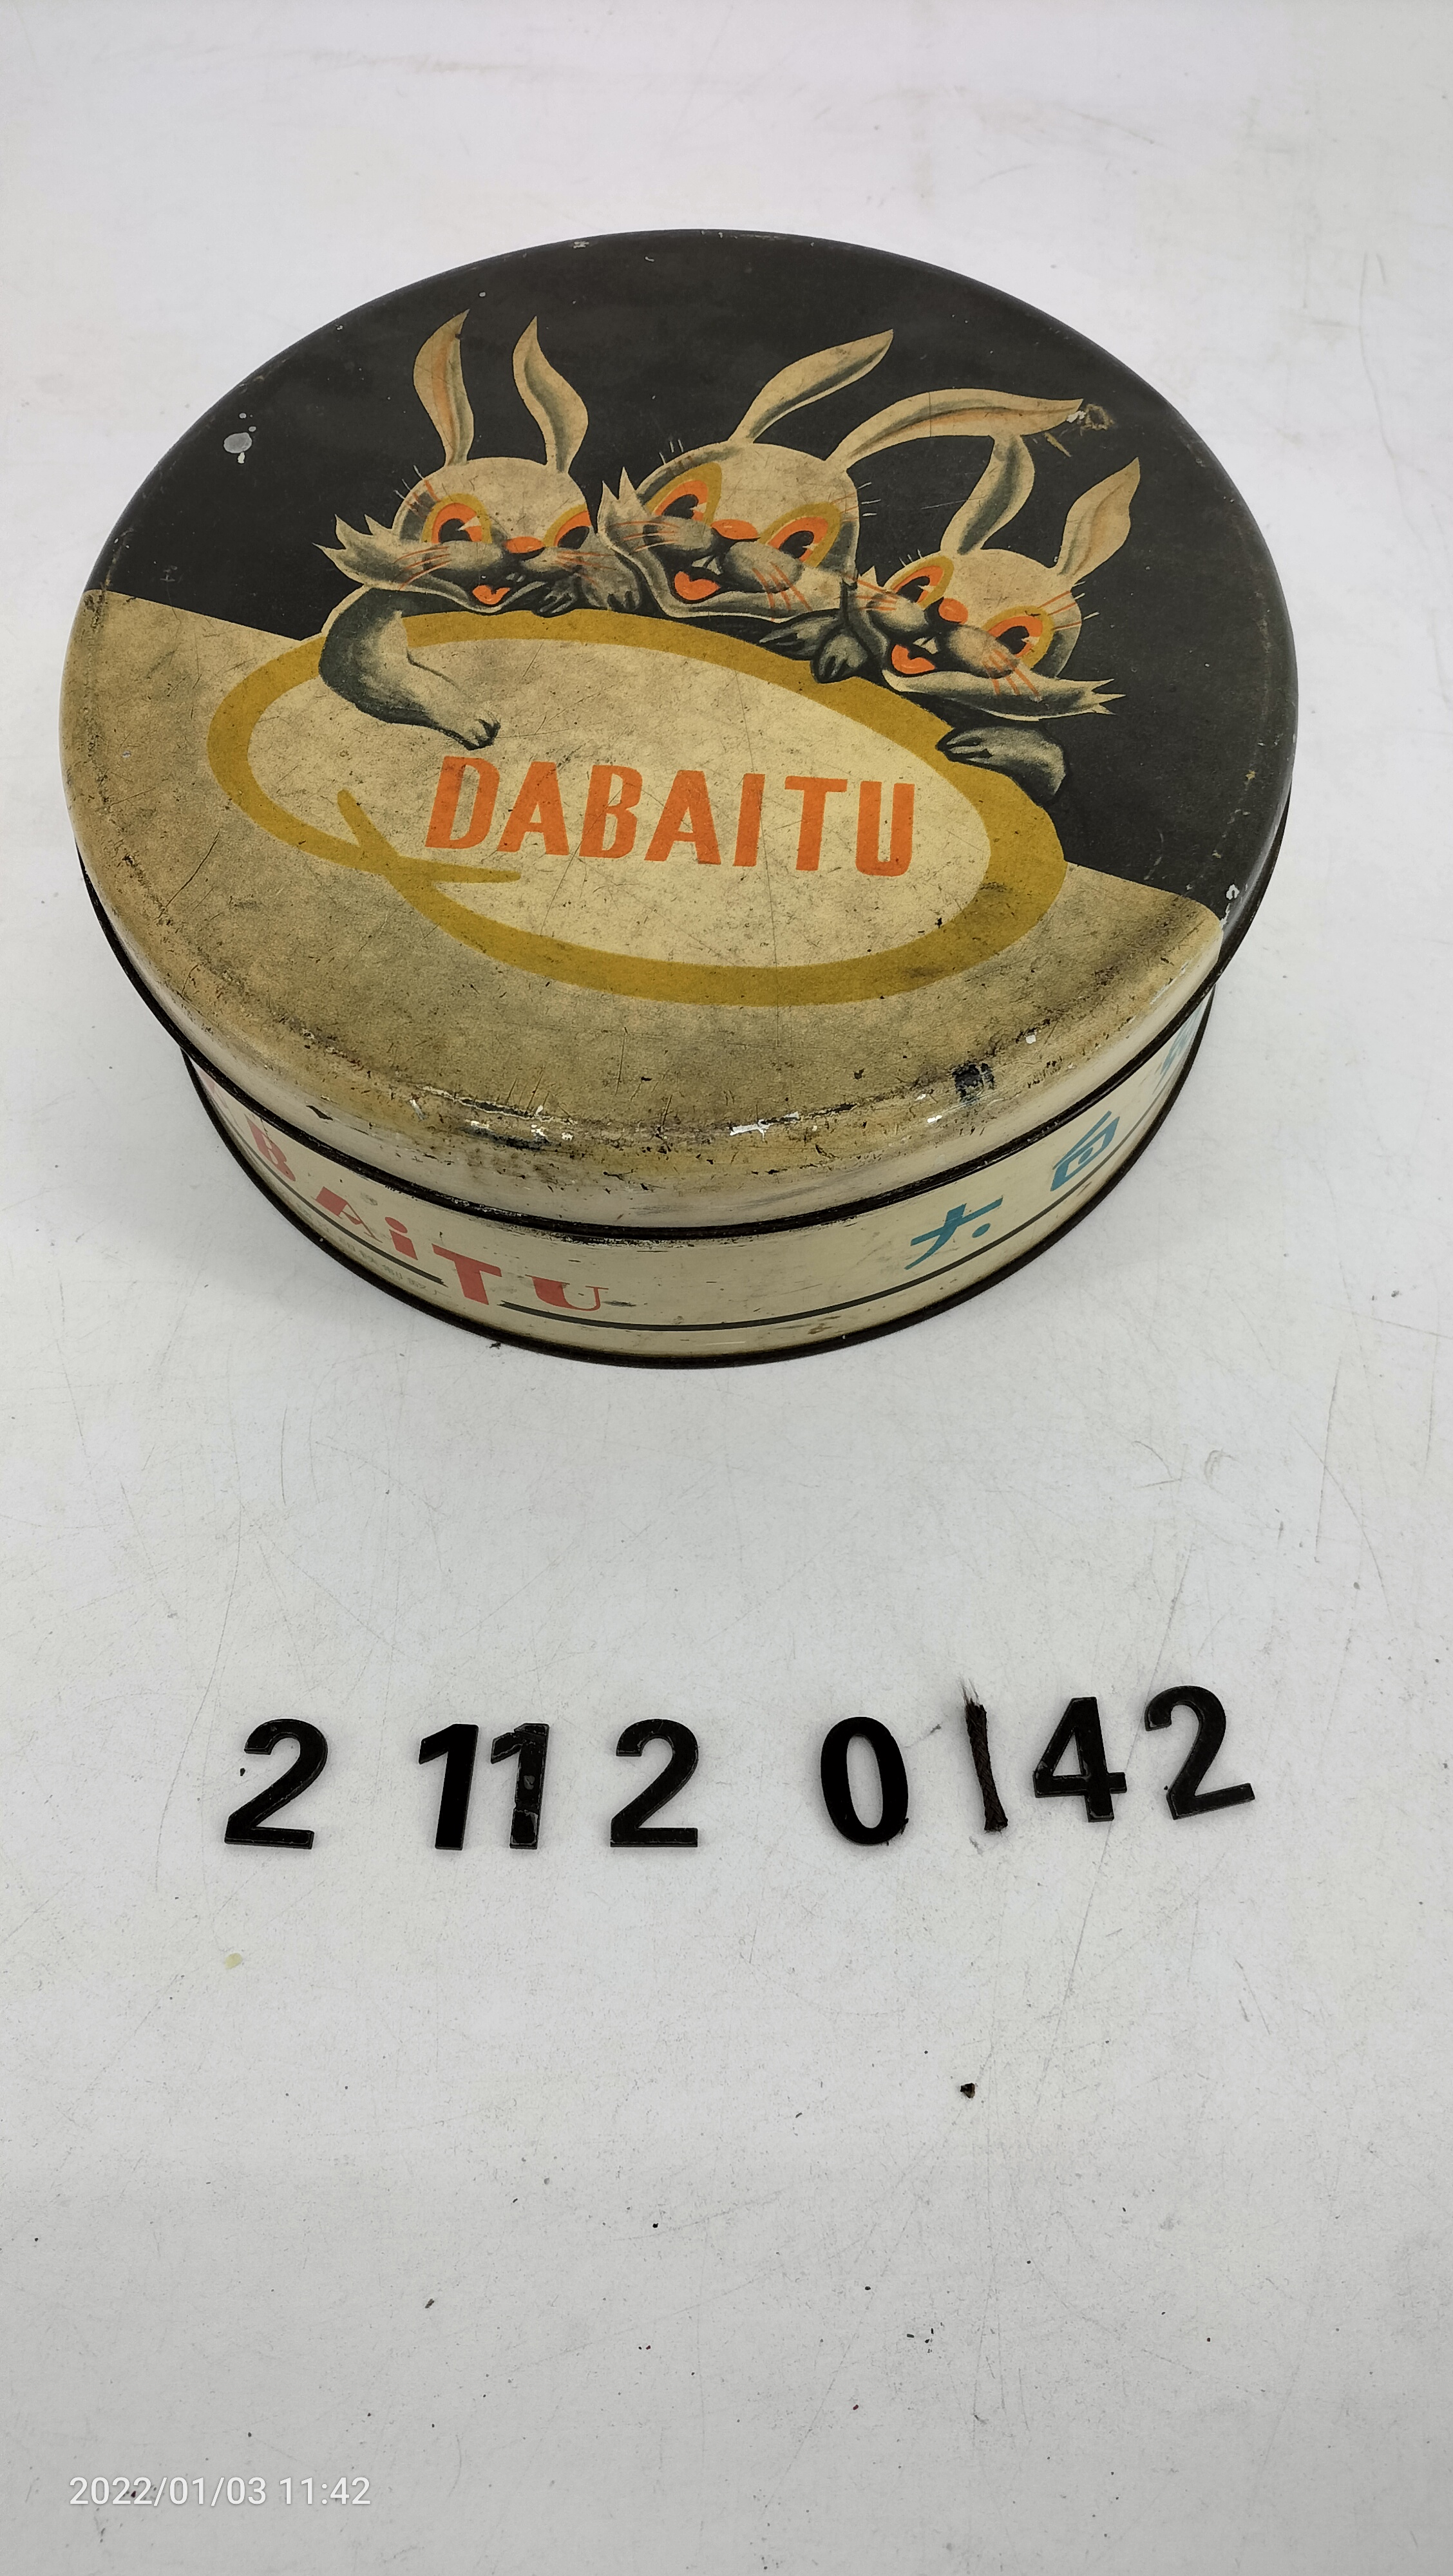 DABAITU
BAiTU
大白
2 112 0142
2022/01/03 11:42